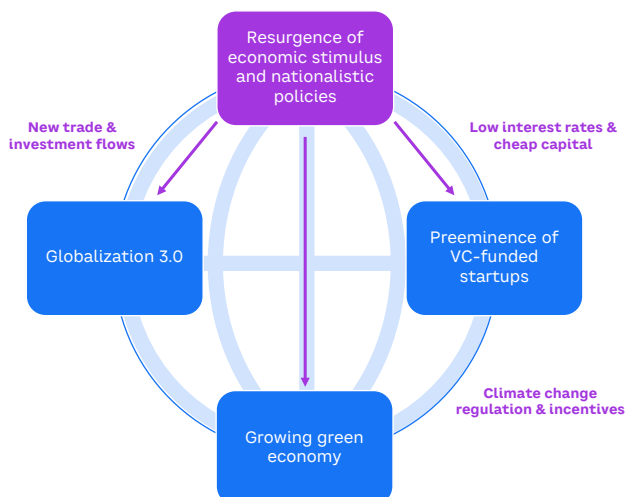 Resurgence of
economic stimulus
and nationalistic
policies
New trade &
investment flows
Low interest rates &
cheap capital
Globalization 3.0
Preeminence of
VC-funded
startups
Climate change
regulation & incentives
Growing green
economy